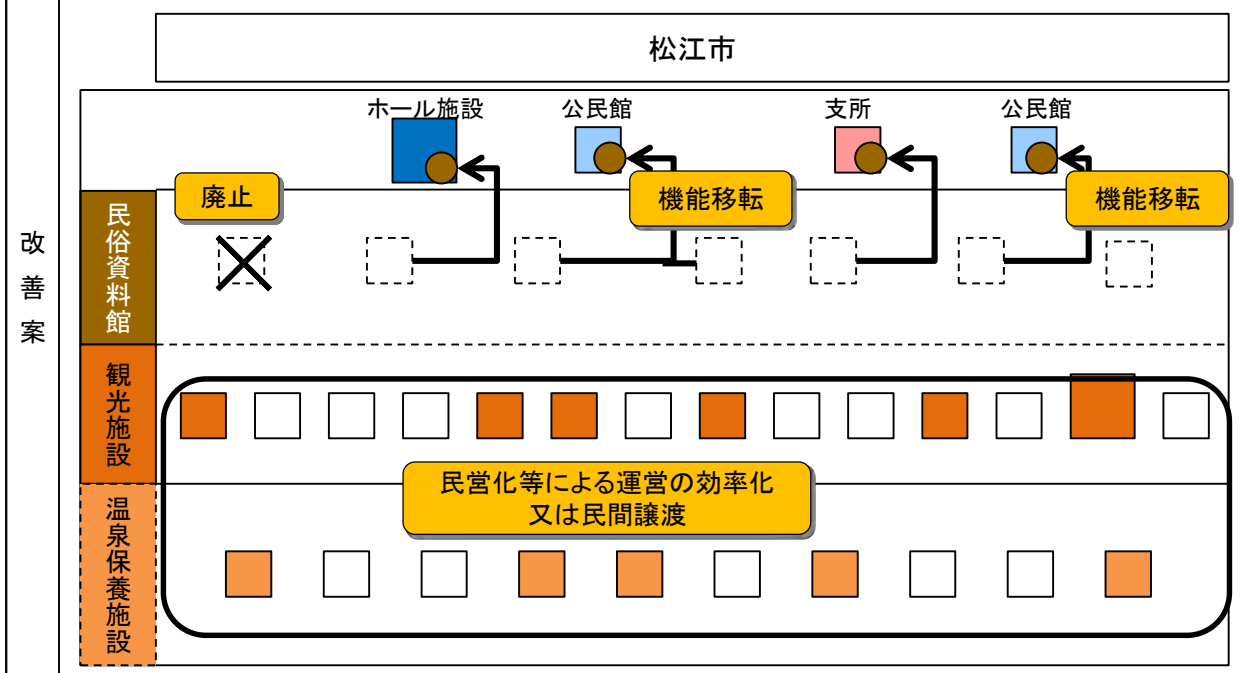 松江市
ホール施設
公民館
支所
公民館
廃止
機能移転
機能移転
改善案
民俗資料館
観光施設
民営化等による運営の効率化
又は民間譲渡
温泉保養施設